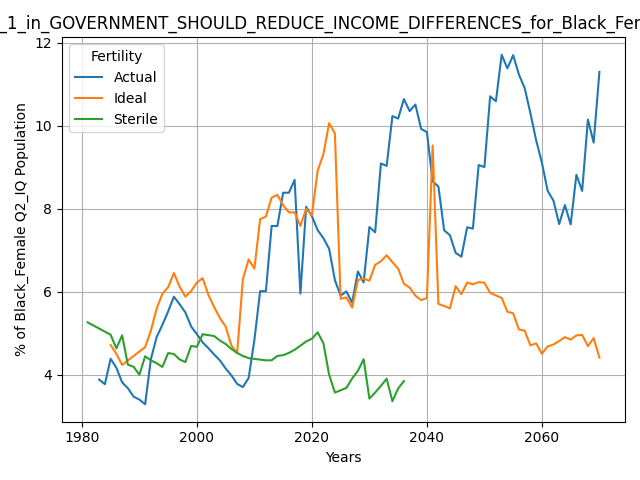 _1_in_GOVERNMENT_SHOULD_REDUCE_INCOME_DIFFERENCES_for_Black_Fer
Fertility
Actual
Ideal
Sterile
% of Black_Female Q2_IQ Population
12
10
8
6
4
1980
2000
2020
2040
2060
Years